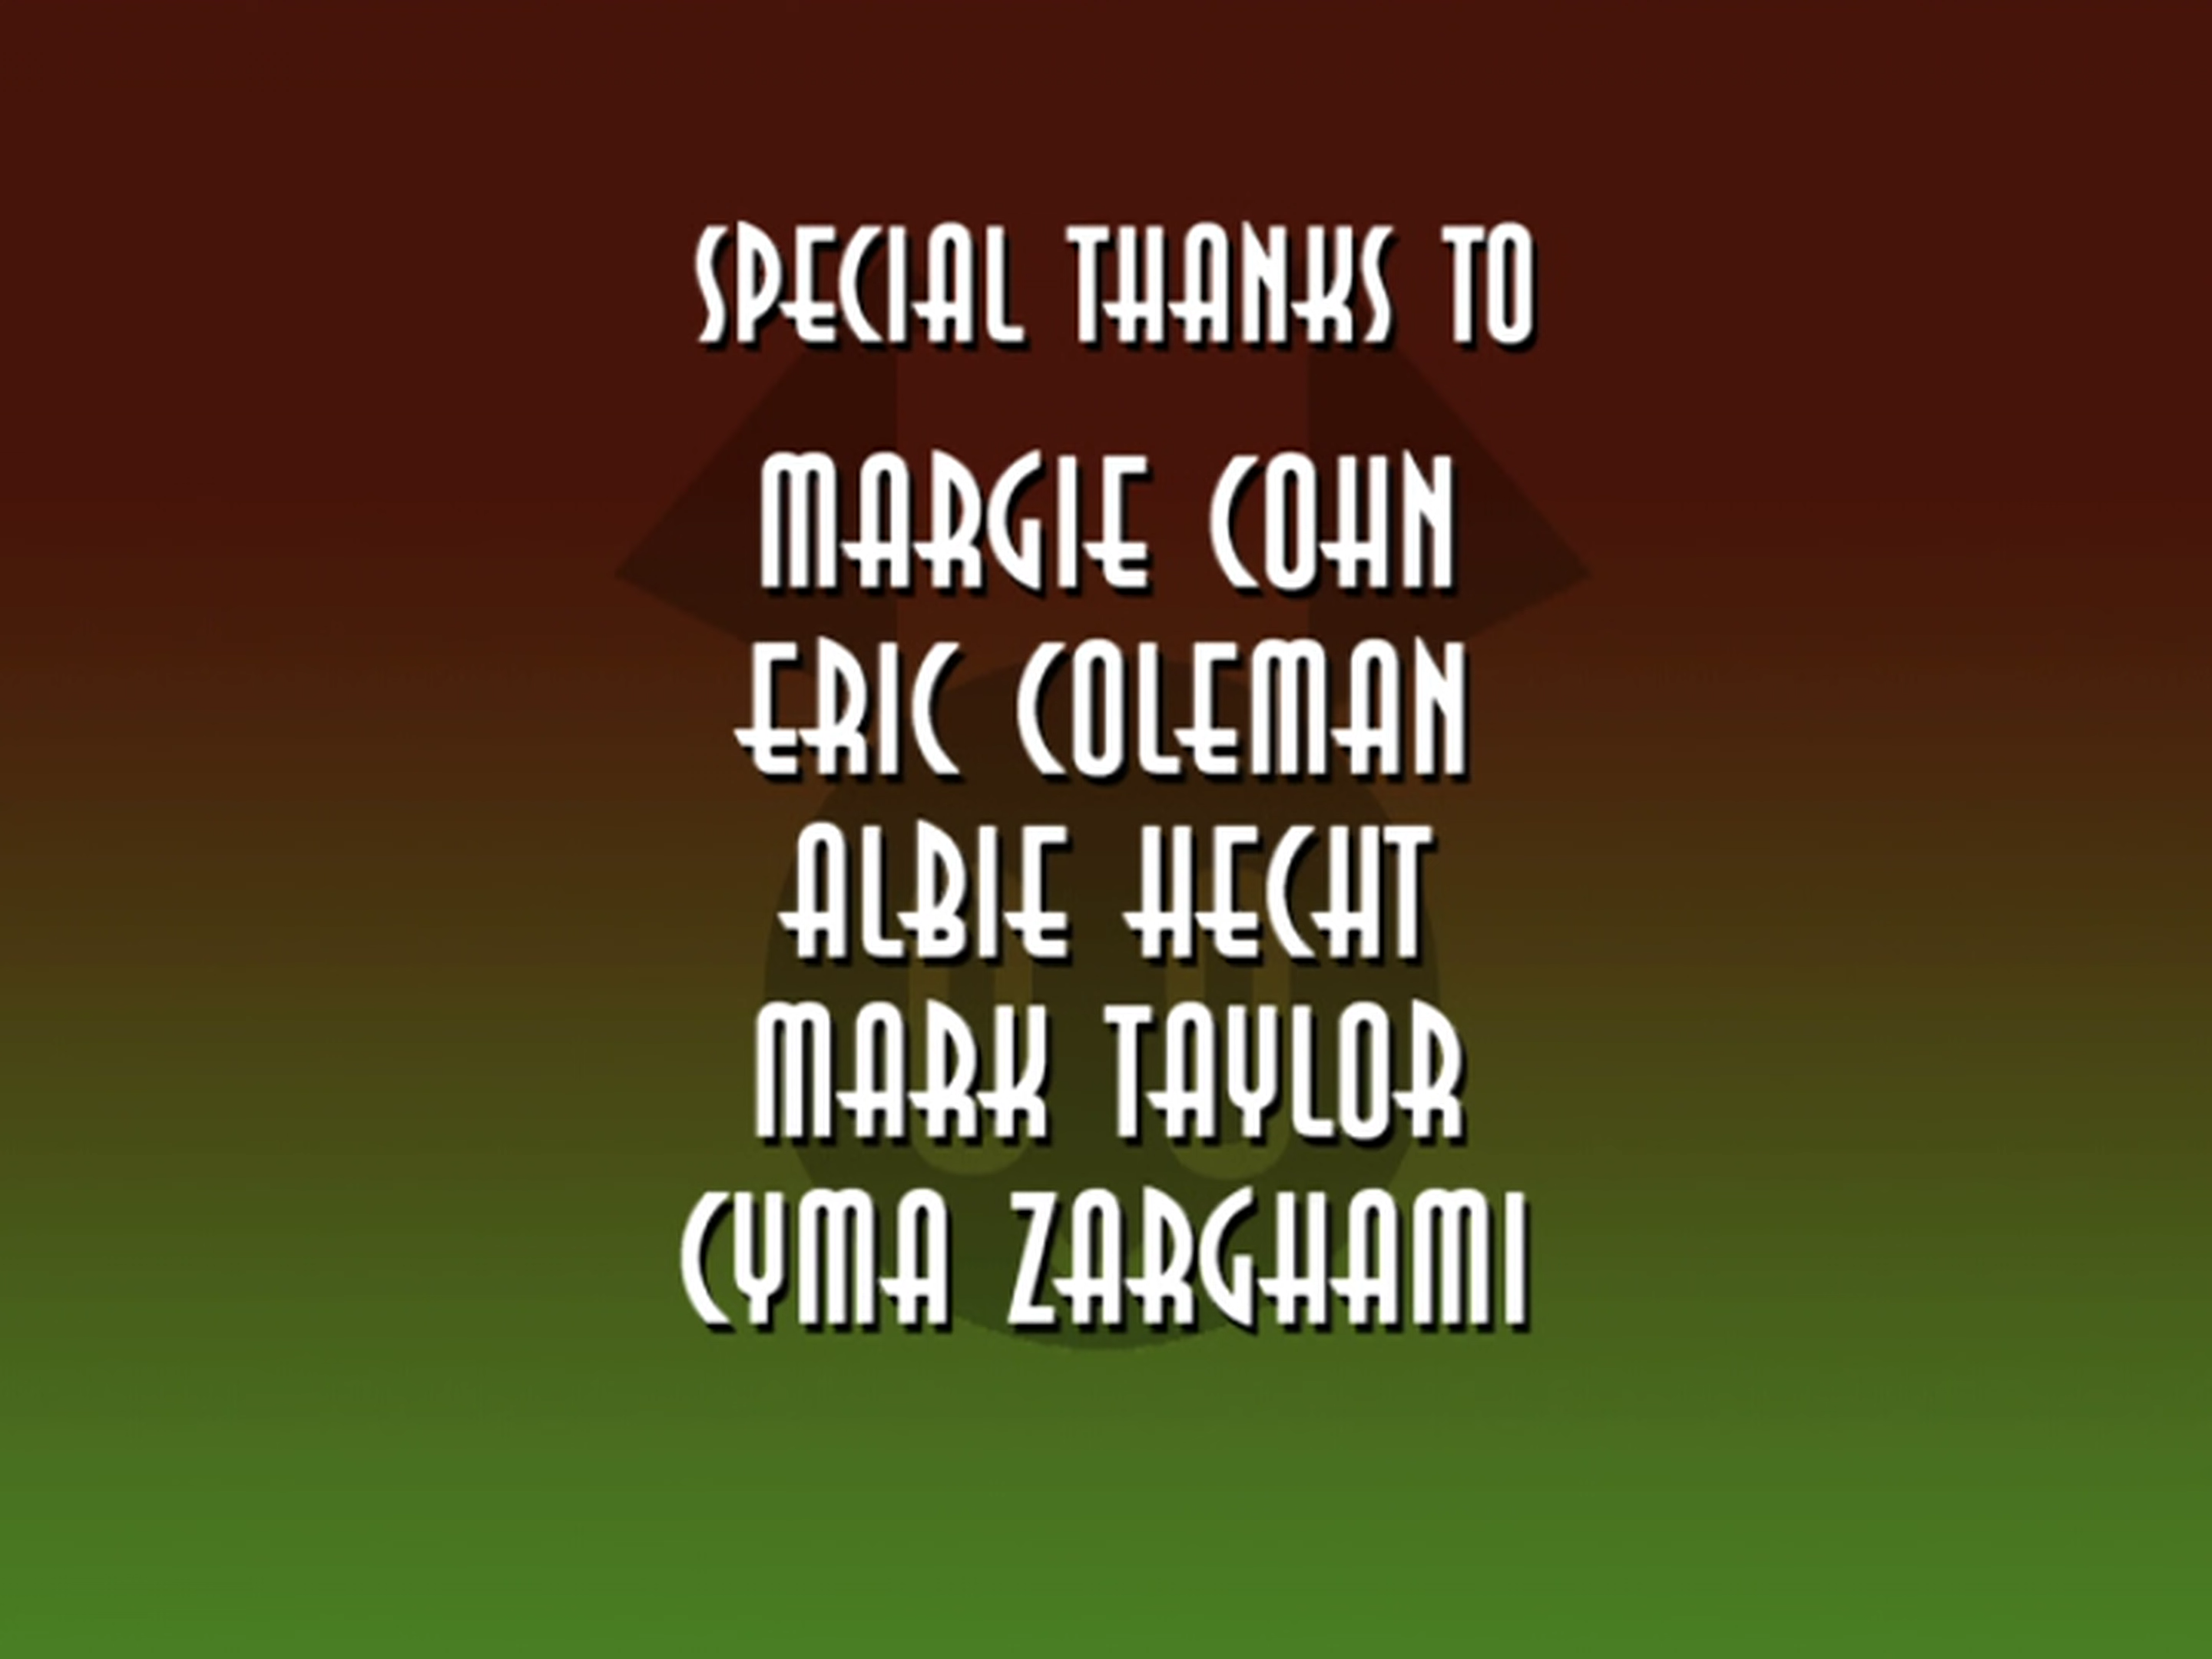 SPECIAL THANKS TO
MARGIE COHN
ERIC COLEMAN
ALBIE HECHT
MARK TAYLOR
CYMA ZARGHAMI